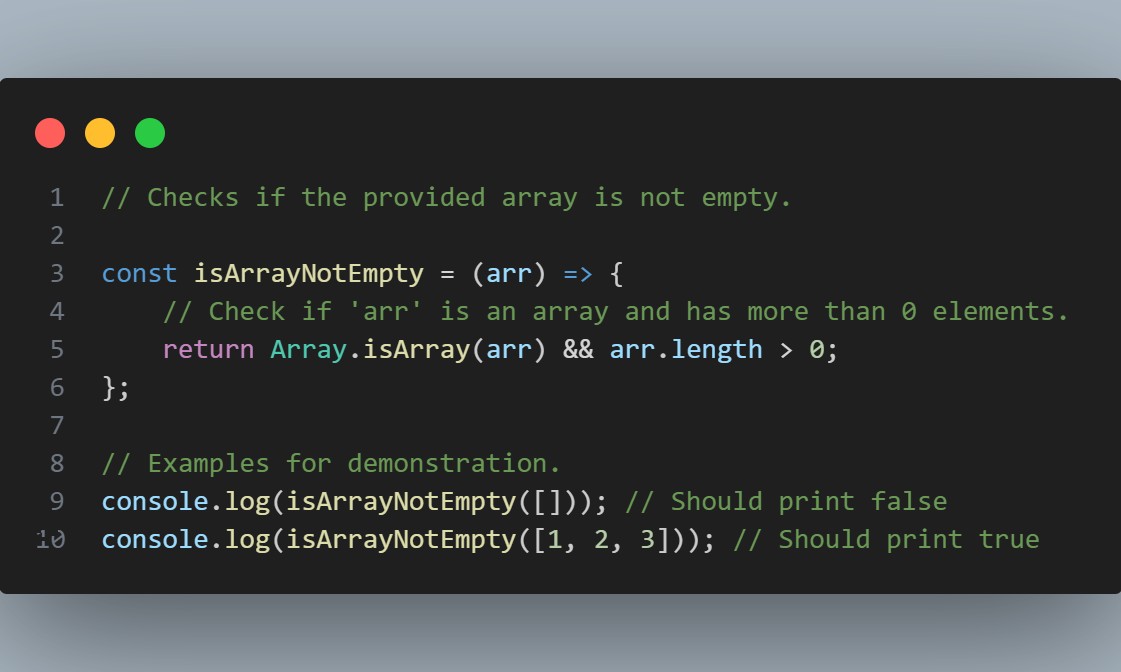 1 // Checks if the provided array is not empty.
2
3 const isArrayNotEmpty = (arr) => {
4     // Check if 'arr' is an array and has more than 0 elements.
5     return Array.isArray(arr) && arr.length > 0;
6 };
7
8 // Examples for demonstration.
9 console.log(isArrayNotEmpty([])); // Should print false
10 console.log(isArrayNotEmpty([1, 2, 3])); // Should print true